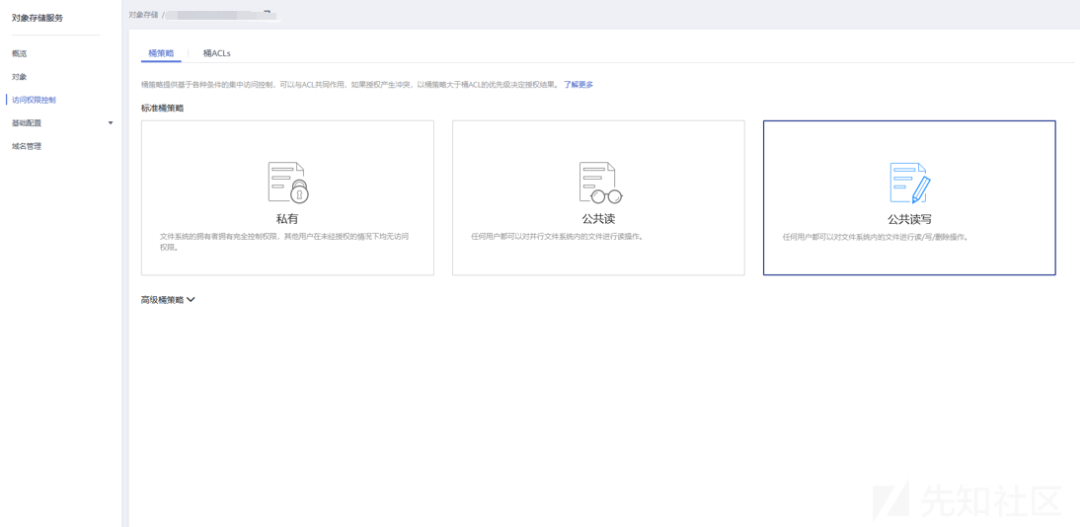 对象存储服务
概览
对象
访问权限控制
基础配置
域名管理
对象存储 /
桶策略
桶ACLs
桶策略提供基于各种条件的集中访问控制，可以与ACL共同作用，如果授权产生冲突，以桶策略大于桶ACL的优先级决定授权结果。 了解更多
标准桶策略
私有
文件系统的拥有者拥有完全控制权限，其他用户在未经授权的情况下均无访问
权限。
公共读
任何用户都可以对并行文件系统内的文件进行读操作。
公共读写
任何用户都可以对文件系统内的文件进行读/写/删除操作。
高级桶策略
先知社区